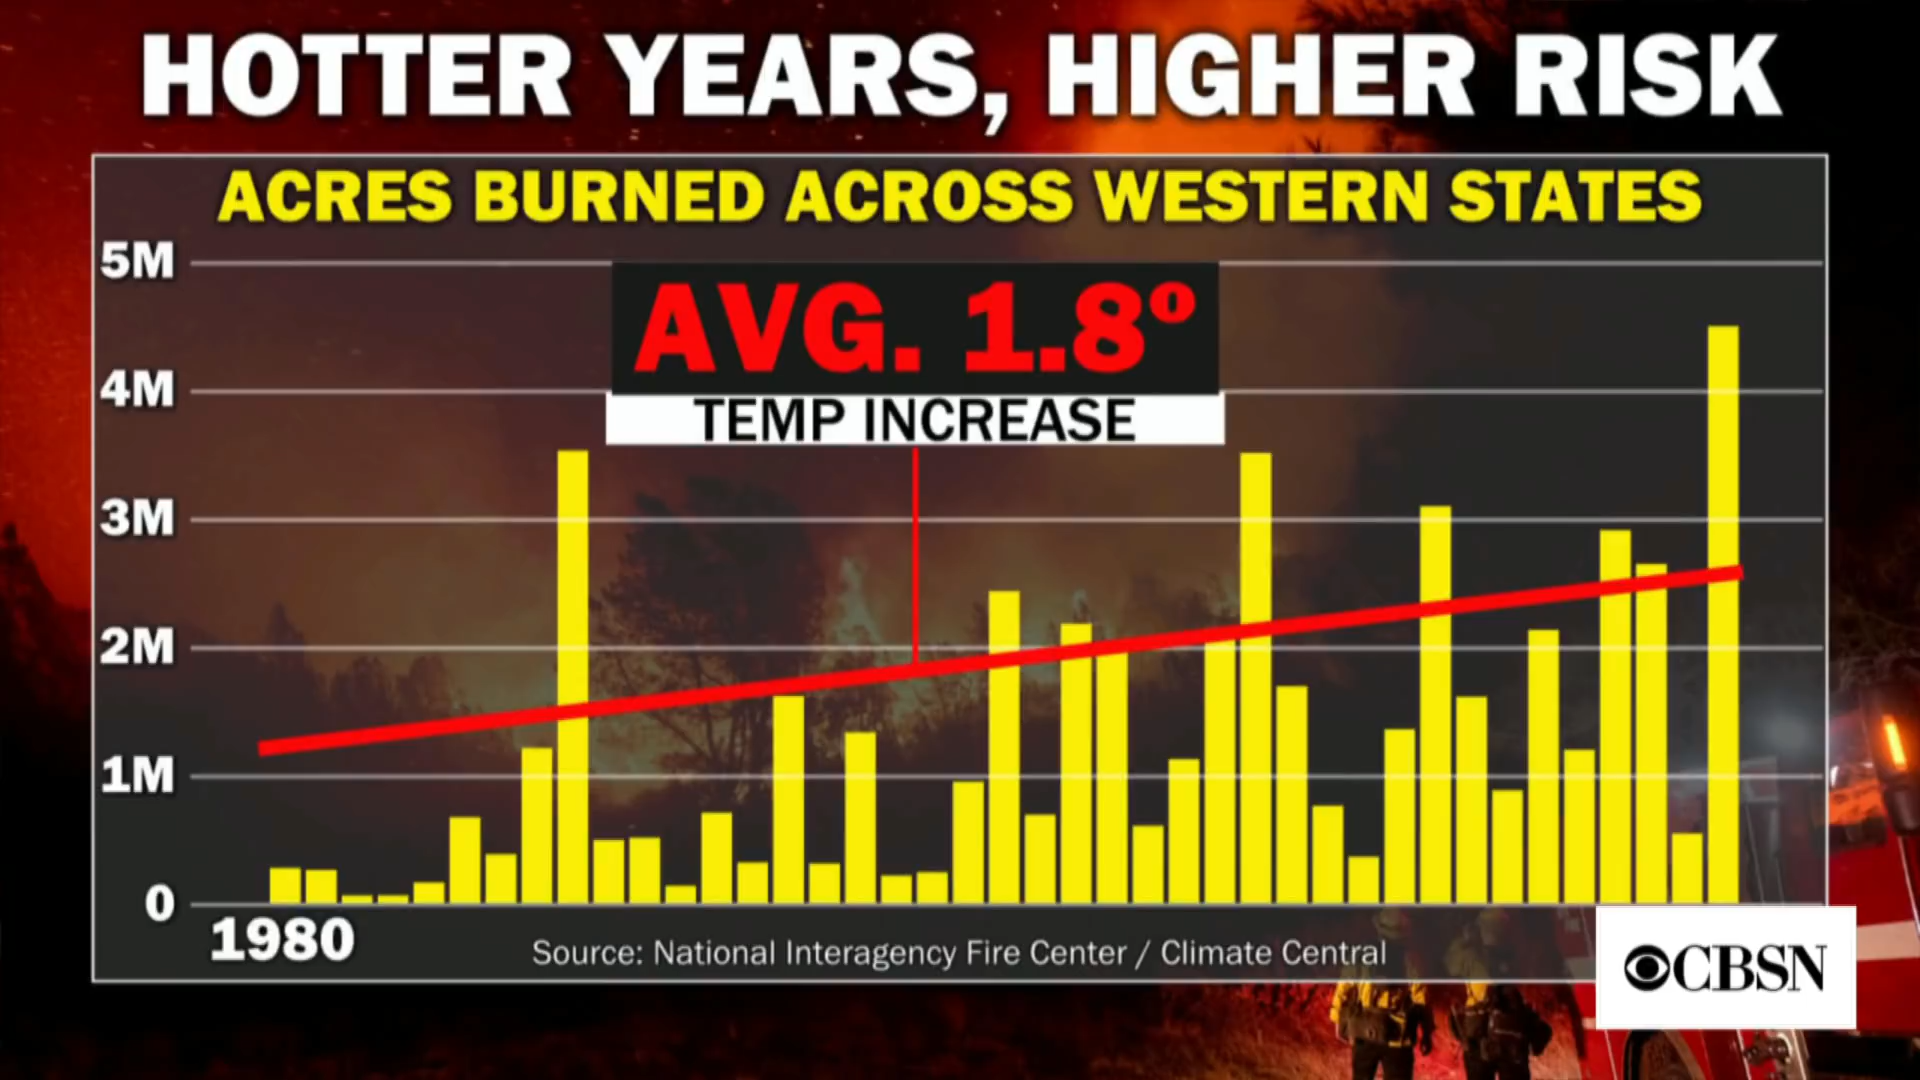 HOTTER YEARS, HIGHER RISK
ACRES BURNED ACROSS WESTERN STATES
5M
AVG. 1.8°
4M
TEMP INCREASE
3M
2M
1M
0
1980
Source: National Interagency Fire Center / Climate Central
CBSN